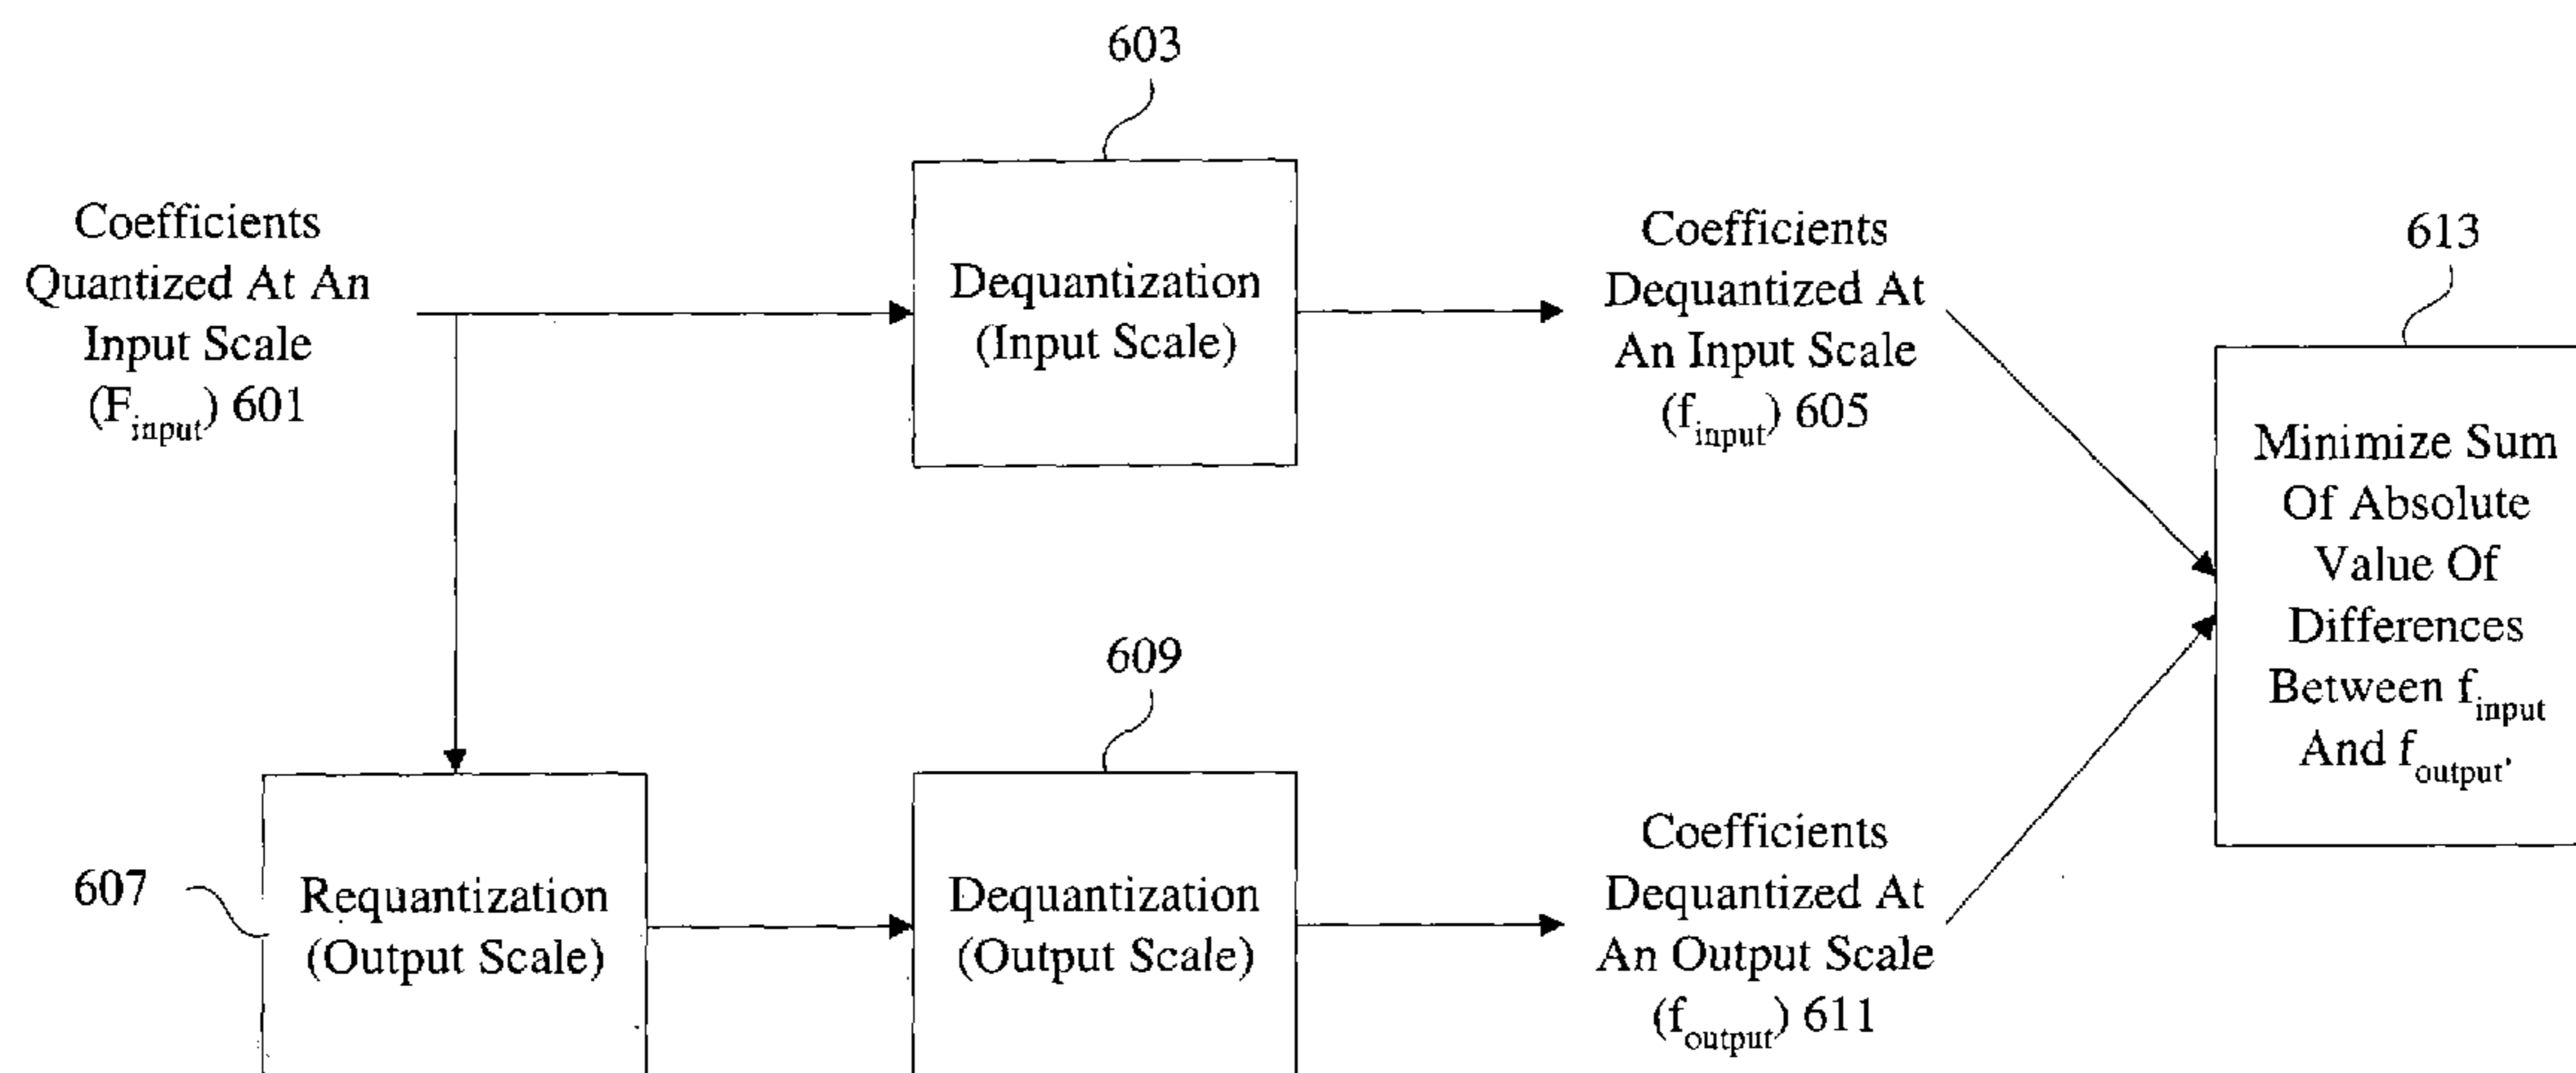 603
Coefficients
Quantized At An
Input Scale
(F_input) 601
Dequantization
(Input Scale)
Coefficients
Dequantized At
An Input Scale
(f_input) 605
613
Minimize Sum
Of Absolute
Value Of
Differences
Between f_input
And f_output.
607
Requantization
(Output Scale)
609
Dequantization
(Output Scale)
Coefficients
Dequantized At
An Output Scale
(f_output) 611